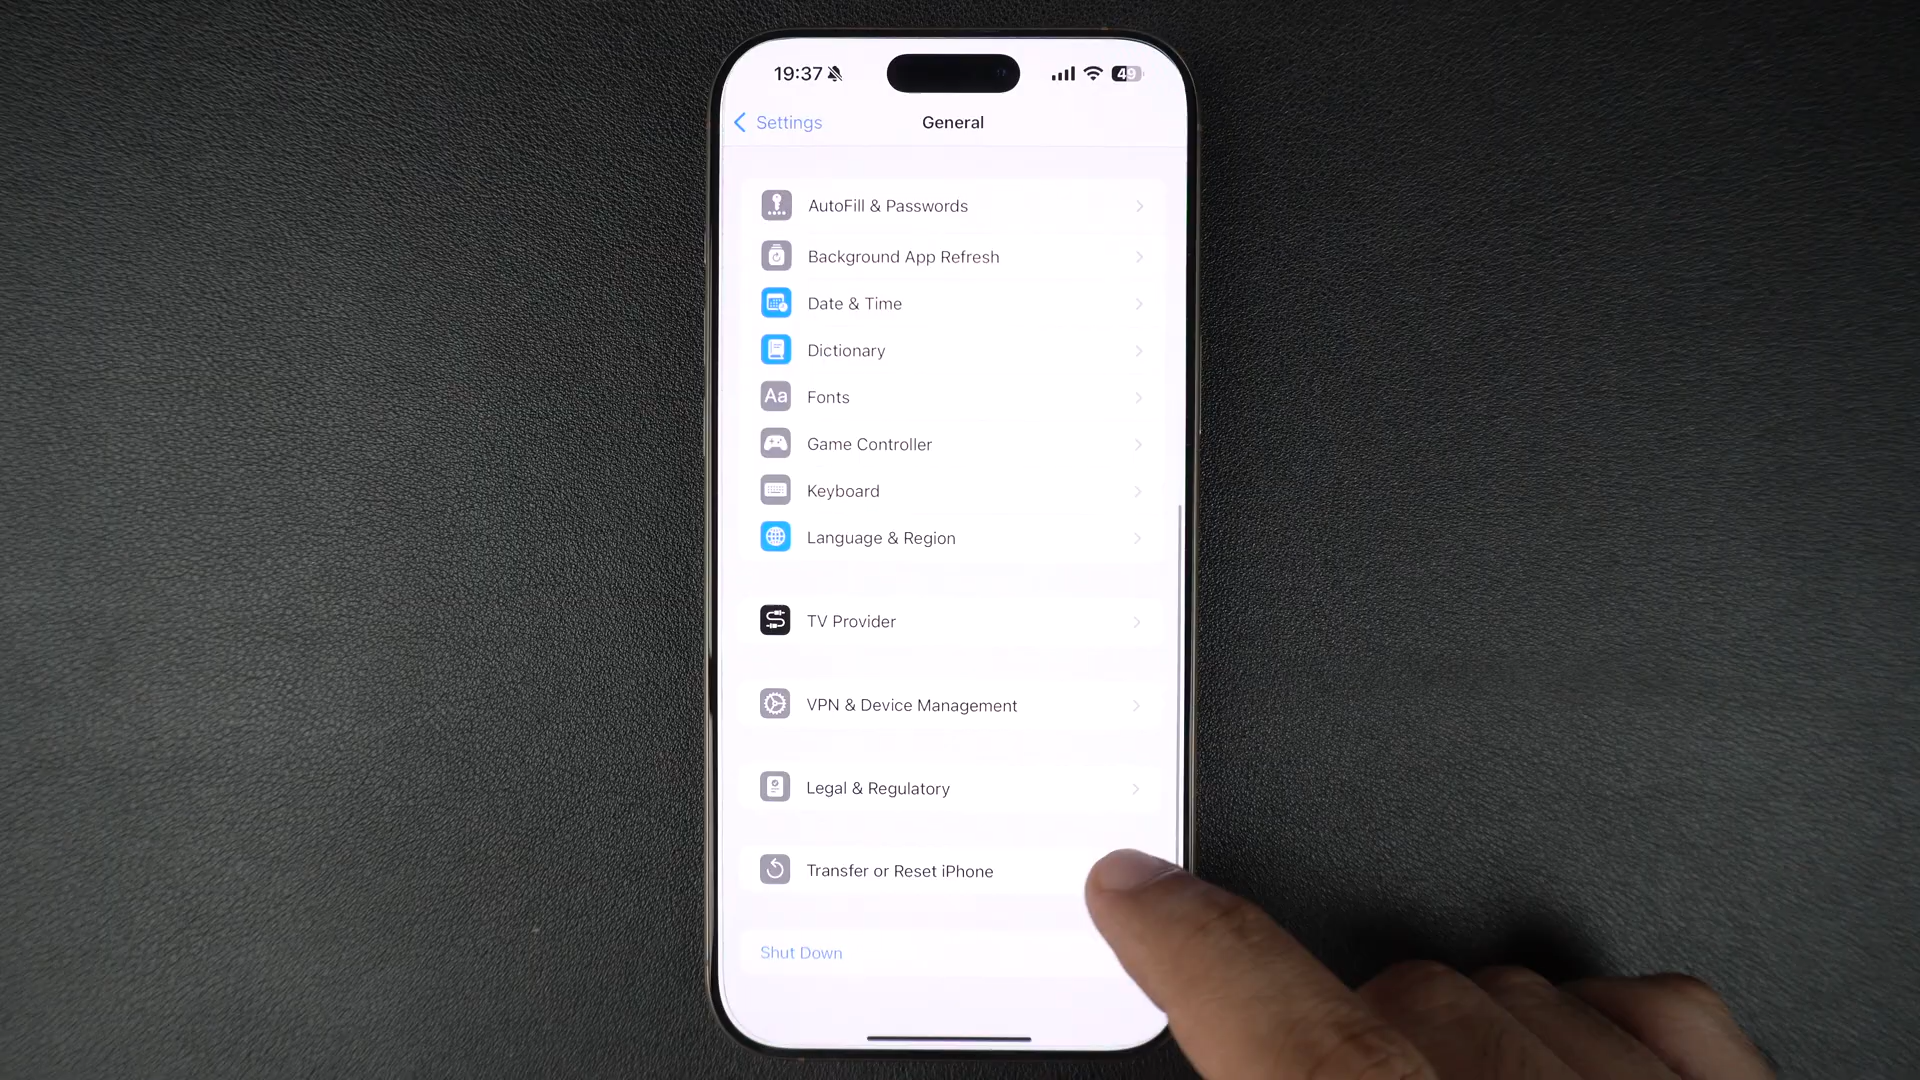 19:37
49
Settings
General
AutoFill & Passwords
Background App Refresh
Date & Time
Dictionary
Aa Fonts
Game Controller
Keyboard
Language & Region
TV Provider
VPN & Device Management
Legal & Regulatory
Transfer or Reset iPhone
Shut Down